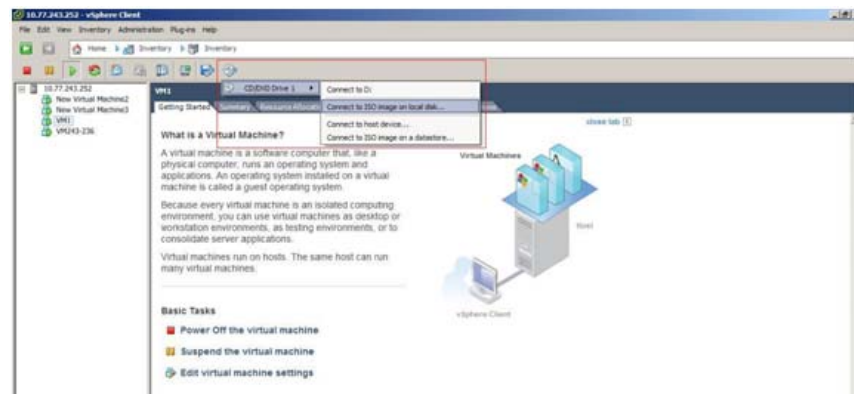 10.77.243.252 - vSphere Client
File Edit View Inventory Administration Plug-ins Help
Home Inventory Inventory
10.77.243.252
New Virtual Machine2
New Virtual Machine3
VM1
VM243-236
CD/DVD Drive 1
Connect to D:
Connect to ISO image on local disk...
Connect to host device...
Connect to ISO image on a datastore...
VM1
Getting Started Summary Resource Allocation
close tab
What is a Virtual Machine?
A virtual machine is a software computer that, like a
physical computer, runs an operating system and
applications. An operating system installed on a virtual
machine is called a guest operating system.
Because every virtual machine is an isolated computing
environment, you can use virtual machines as desktop or
workstation environments, as testing environments, or to
consolidate server applications.
Virtual machines run on hosts. The same host can run
many virtual machines.
Virtual Machines
Host
vSphere Client
Basic Tasks
Power Off the virtual machine
Suspend the virtual machine
Edit virtual machine settings